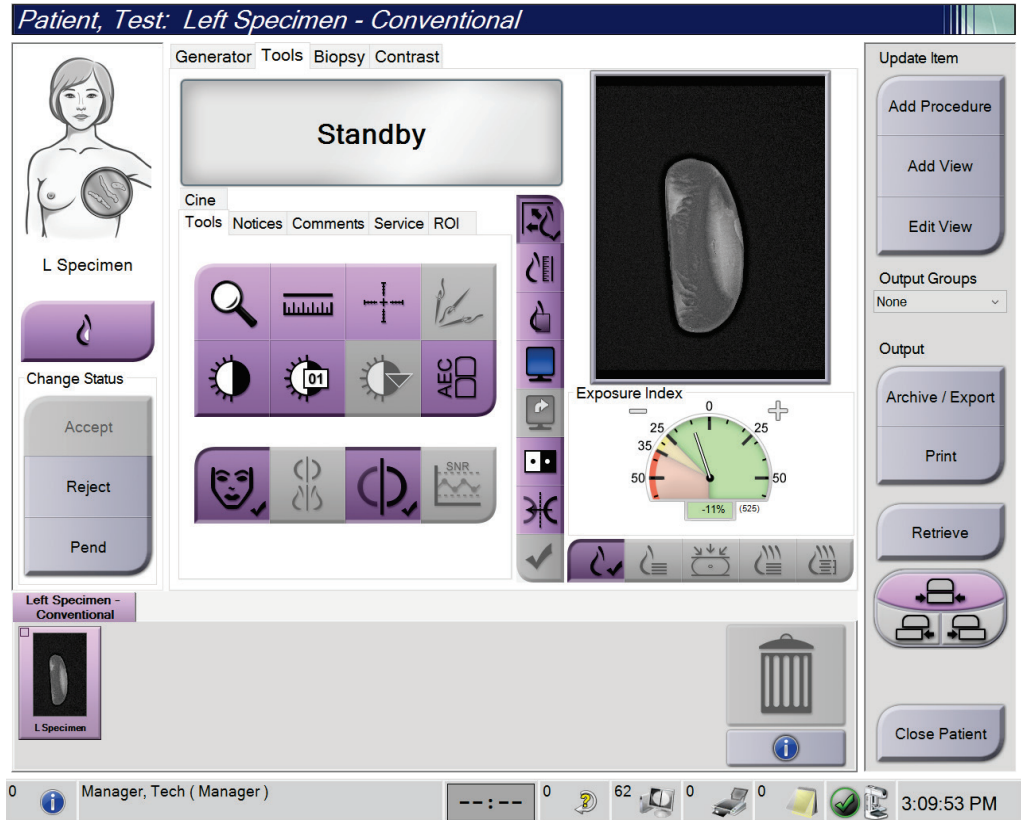 Patient, Test:  Left Specimen - Conventional
Generator Tools Biopsy Contrast
Standby
Cine
Tools Notices Comments Service ROI
01
AEC
SNR
L Specimen
Change Status
Accept
Reject
Pend
Exposure Index
0
25 25
35
50 50
-11% (525)
Update Item
Add Procedure
Add View
Edit View
Output Groups
None
Output
Archive / Export
Print
Retrieve
Close Patient
Left Specimen -
Conventional
L Specimen
0 Manager, Tech ( Manager ) --:-- 0 62 0 0 3:09:53 PM